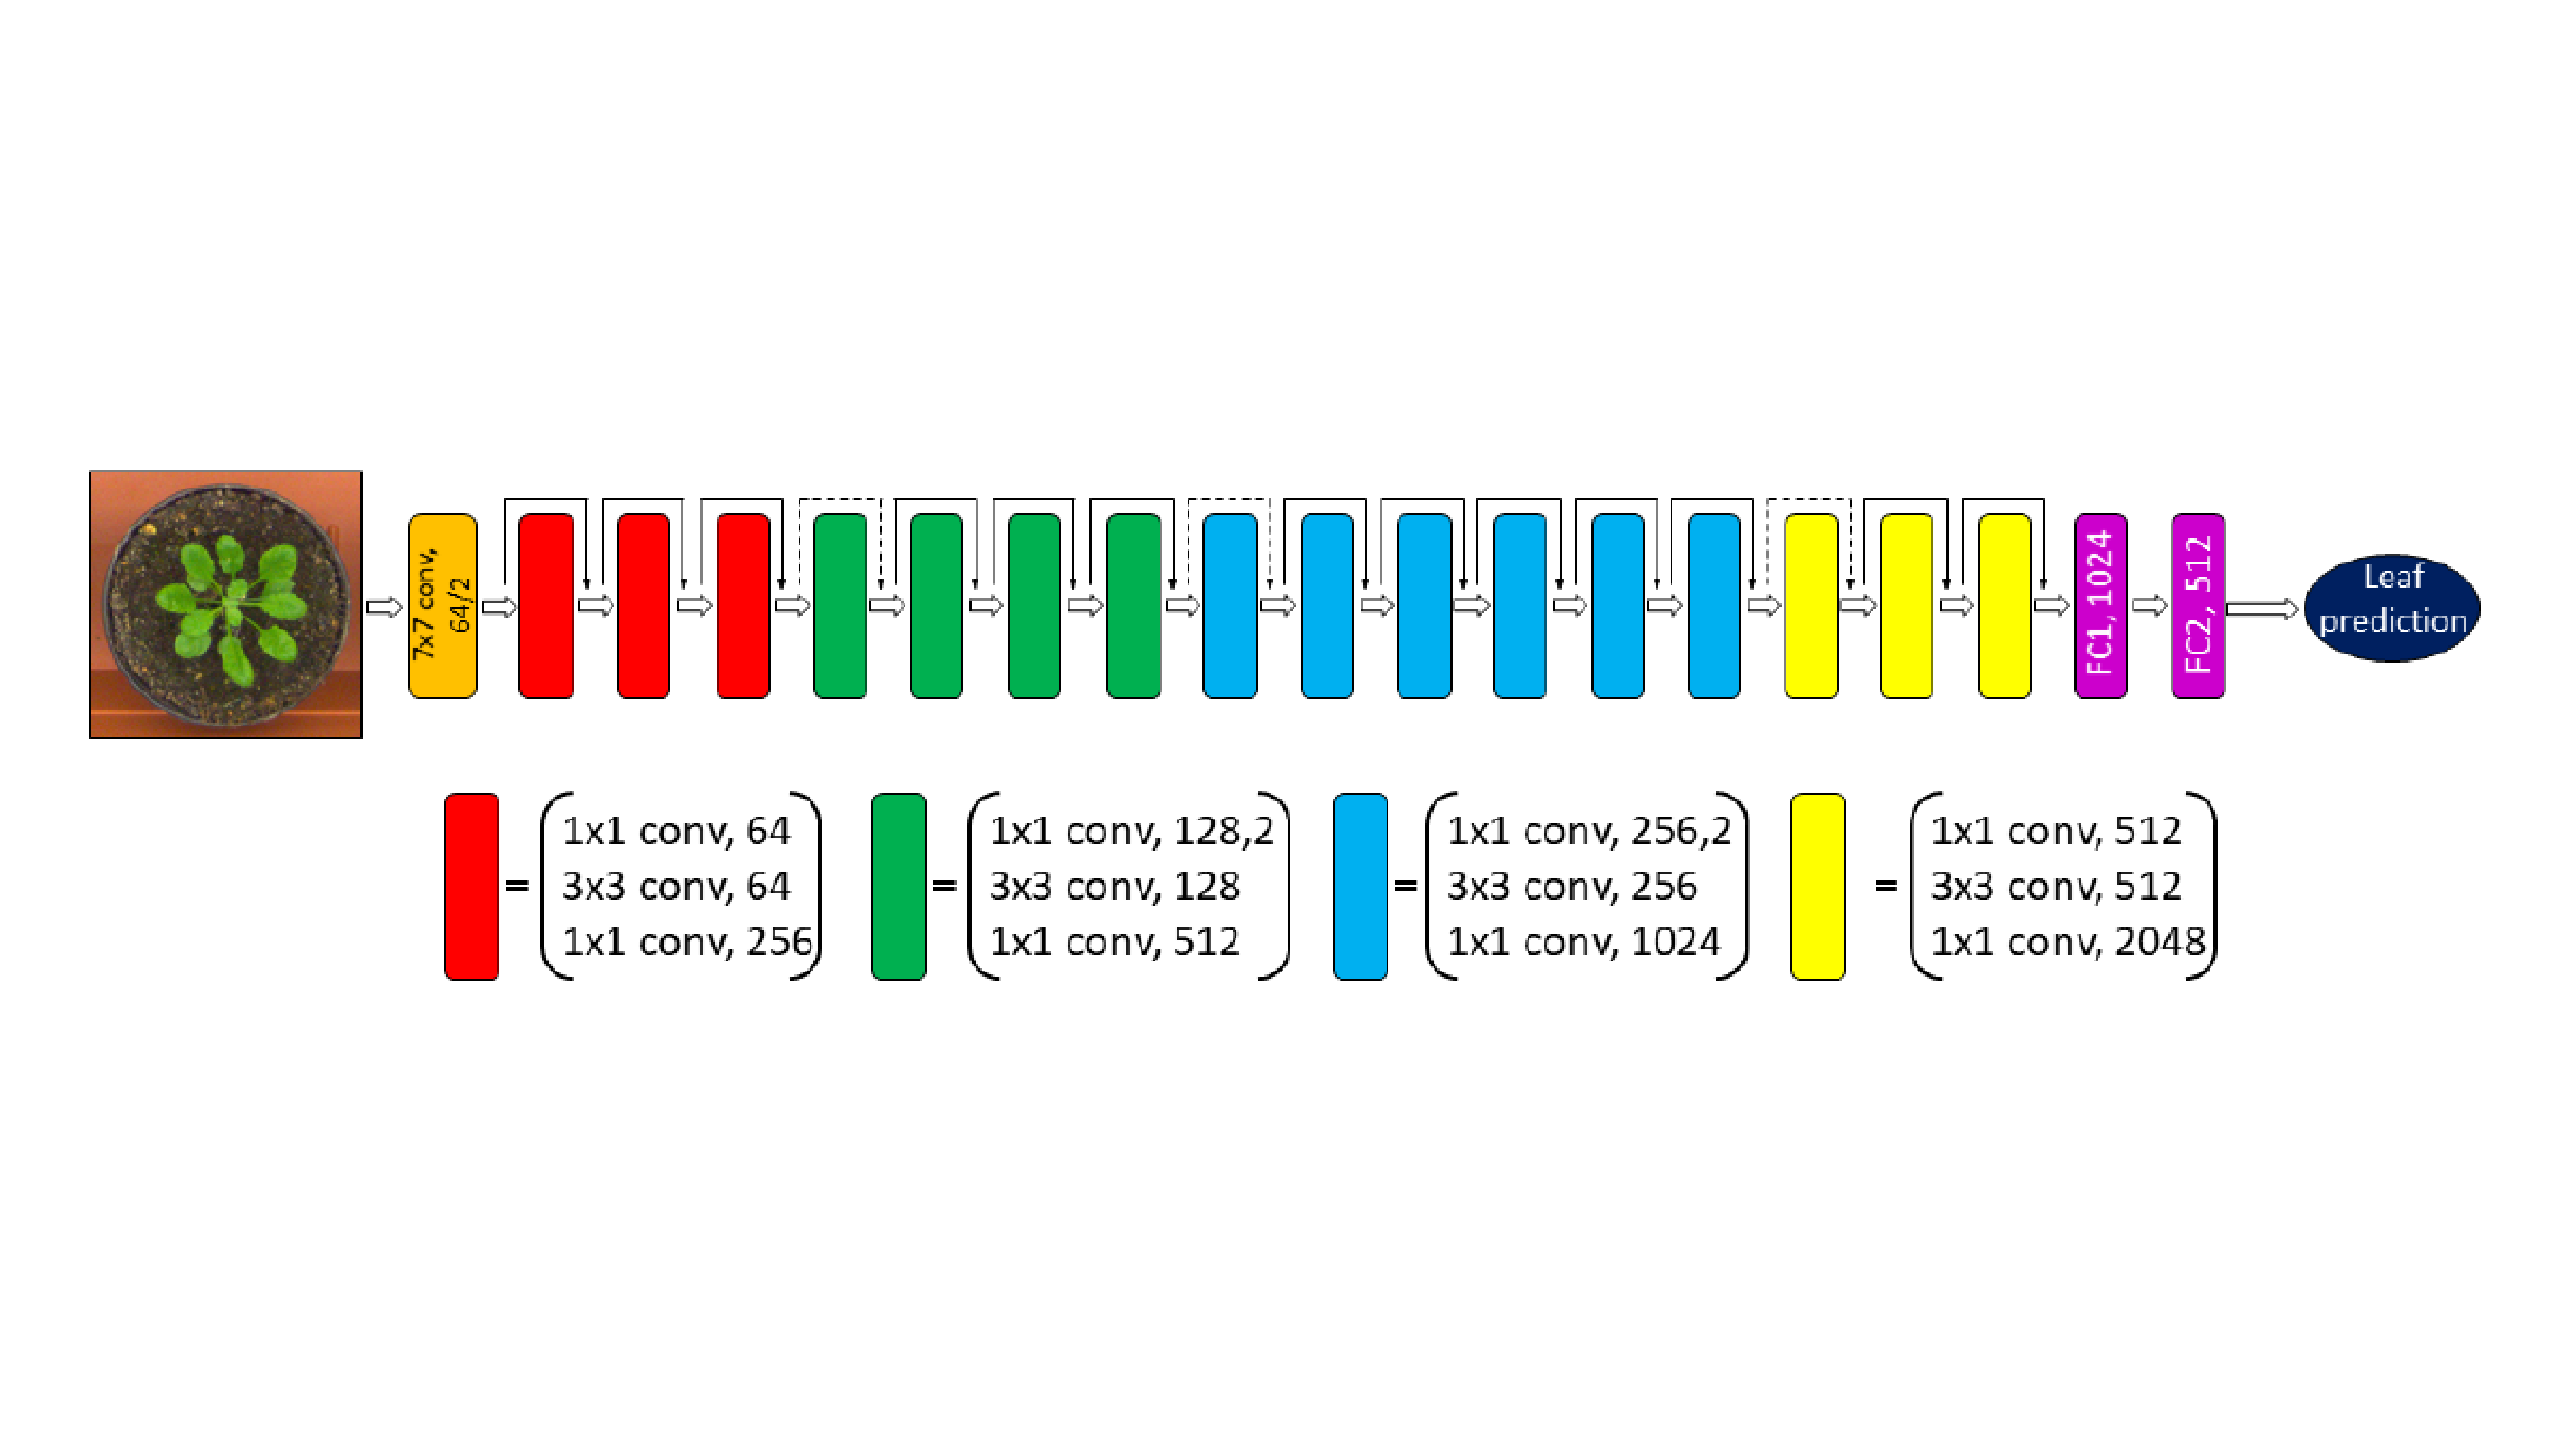 7x7 conv,
64/2
FC1, 1024
FC2, 512
Leaf
prediction
=
1x1 conv, 64
3x3 conv, 64
1x1 conv, 256
=
1x1 conv, 128,2
3x3 conv, 128
1x1 conv, 512
=
1x1 conv, 256,2
3x3 conv, 256
1x1 conv, 1024
=
1x1 conv, 512
3x3 conv, 512
1x1 conv, 2048